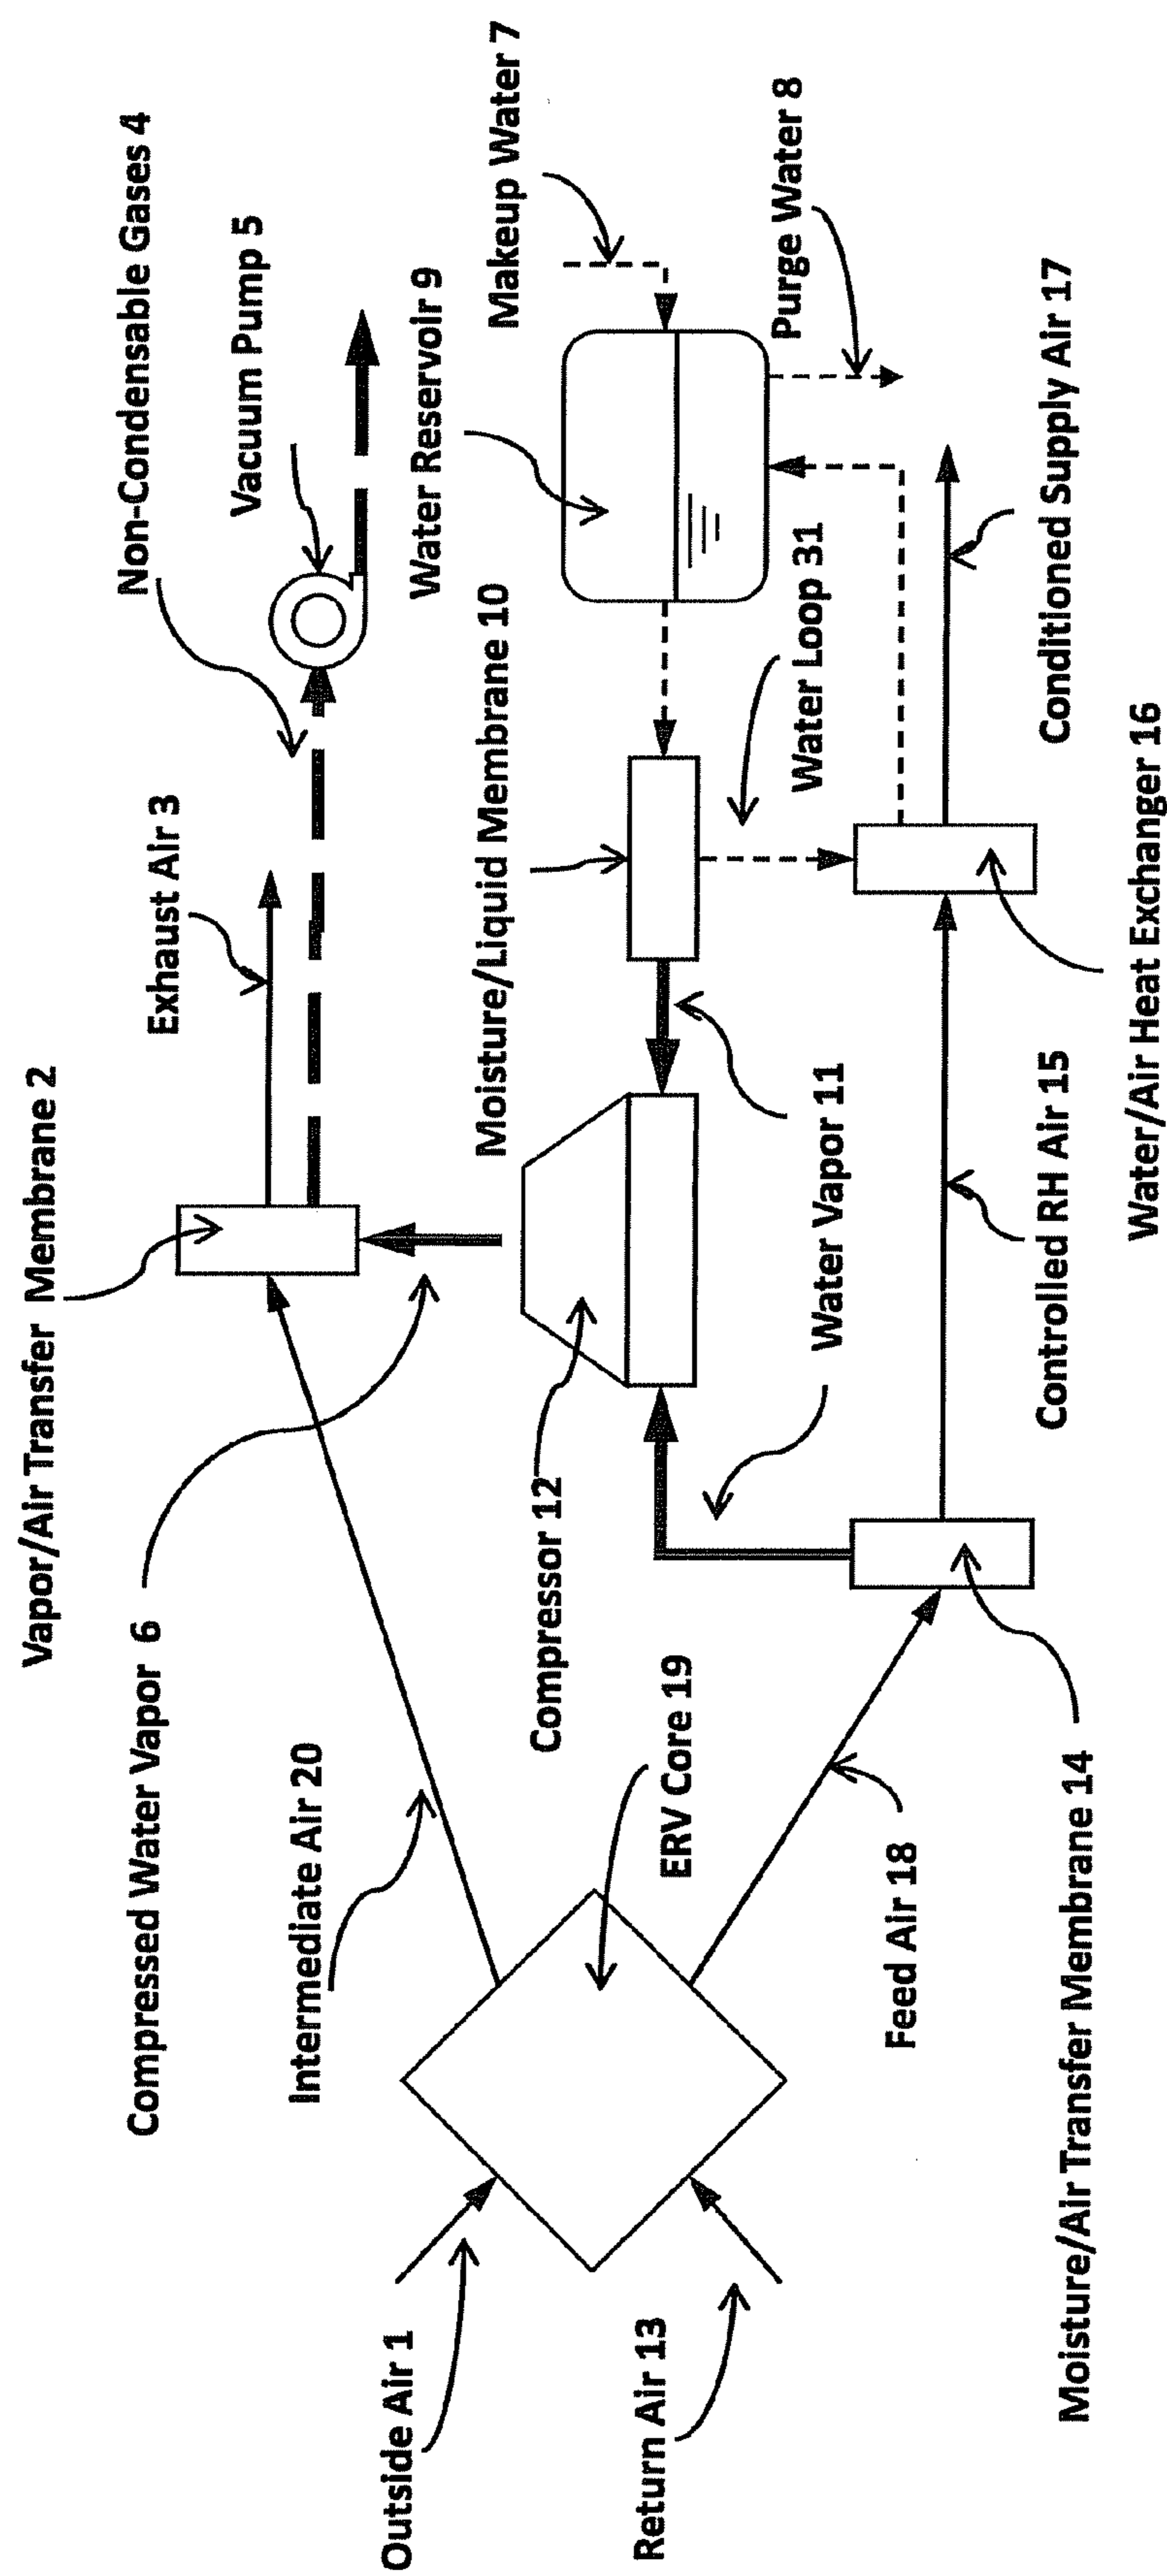 Vapor/Air Transfer Membrane 2
Compressed Water Vapor 6
Non-Condensable Gases 4
Exhaust Air 3
Vacuum Pump 5
Intermediate Air 20
Outside Air 1
Water Reservoir 9
Moisture/Liquid Membrane 10
Makeup Water 7
Compressor 12
Return Air 13
ERV Core 19
Purge Water 8
Water Loop 31
Water Vapor 11
Feed Air 18
Controlled RH Air 15
Conditioned Supply Air 17
Moisture/Air Transfer Membrane 14
Water/Air Heat Exchanger 16